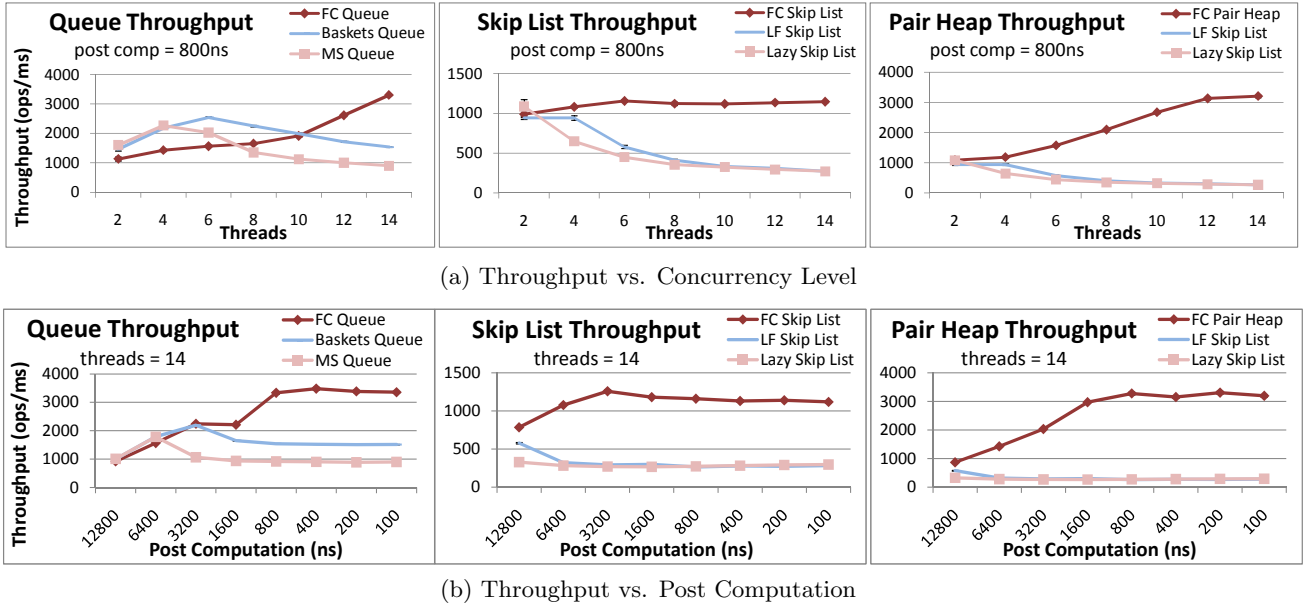 Queue Throughput
post comp = 800ns
FC Queue
Baskets Queue
MS Queue
Throughput (ops/ms)
4000
3000
2000
1000
0
2 4 6 8 10 12 14
Threads
Skip List Throughput
post comp = 800ns
FC Skip List
LF Skip List
Lazy Skip List
1500
1000
500
0
2 4 6 8 10 12 14
Threads
Pair Heap Throughput
post comp = 800ns
FC Pair Heap
LF Skip List
Lazy Skip List
4000
3000
2000
1000
0
2 4 6 8 10 12 14
Threads
(a) Throughput vs. Concurrency Level
Queue Throughput
threads = 14
FC Queue
Baskets Queue
MS Queue
Throughput (ops/ms)
4000
3000
2000
1000
0
12800 6400 3200 1600 800 400 200 100
Post Computation (ns)
Skip List Throughput
threads = 14
FC Skip List
LF Skip List
Lazy Skip List
1500
1000
500
0
12800 6400 3200 1600 800 400 200 100
Post Computation (ns)
Pair Heap Throughput
threads = 14
FC Pair Heap
LF Skip List
Lazy Skip List
4000
3000
2000
1000
0
12800 6400 3200 1600 800 400 200 100
Post Computation (ns)
(b) Throughput vs. Post Computation